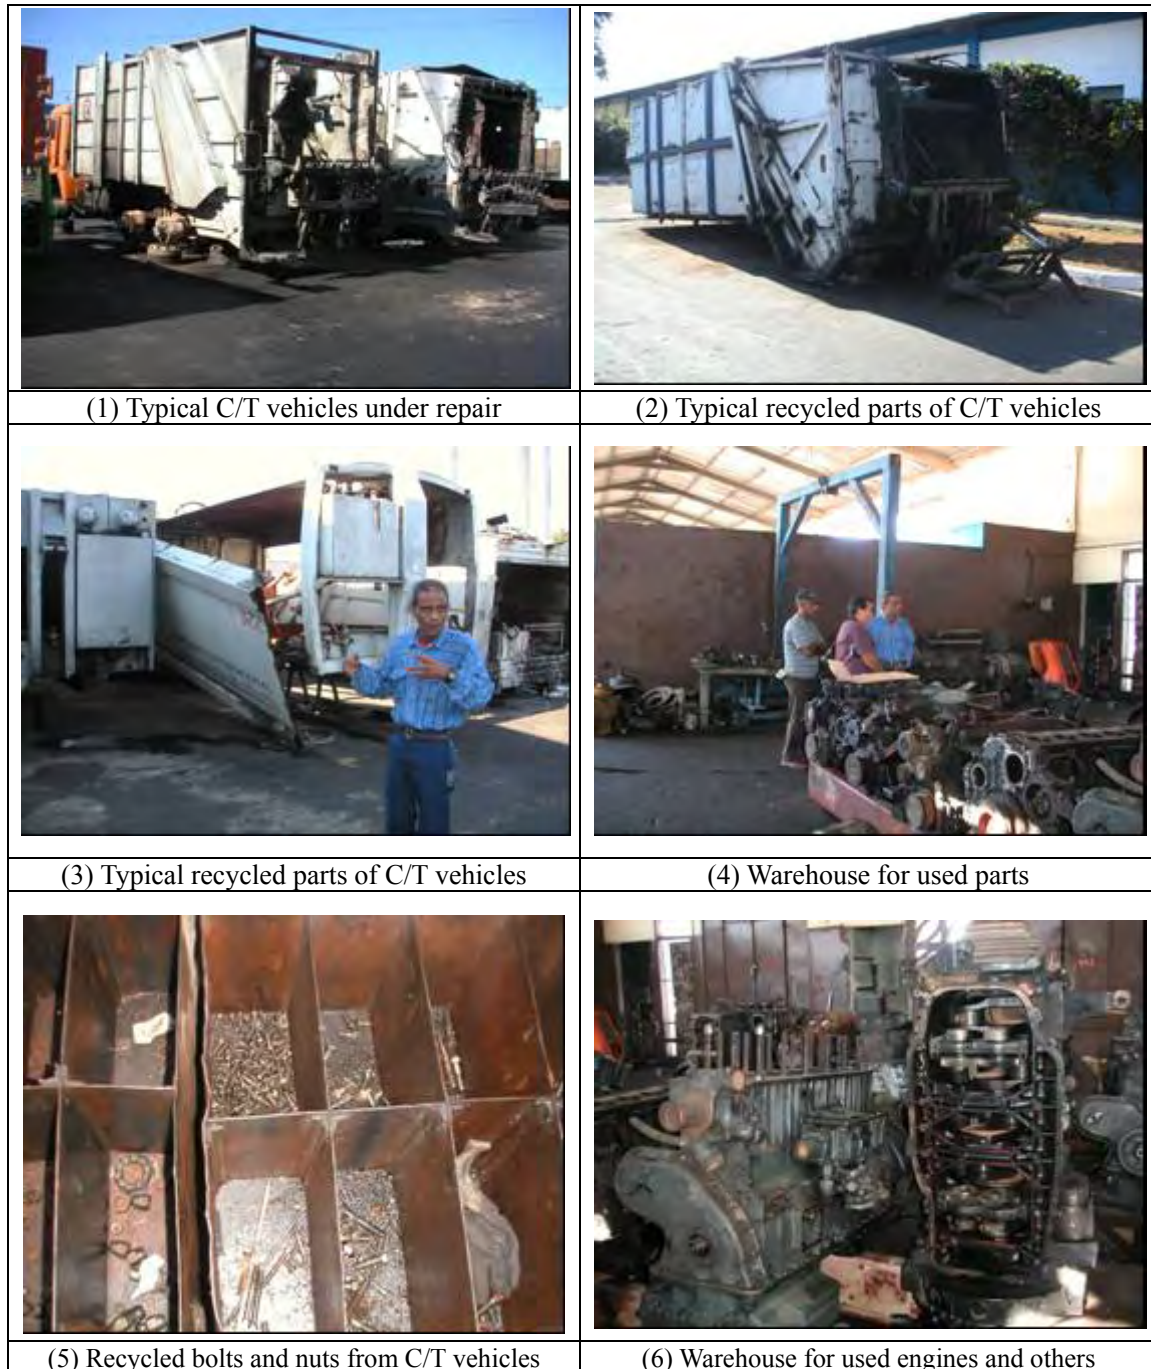 (1) Typical C/T vehicles under repair
(2) Typical recycled parts of C/T vehicles
(3) Typical recycled parts of C/T vehicles
(4) Warehouse for used parts
(5) Recycled bolts and nuts from C/T vehicles
(6) Warehouse for used engines and others